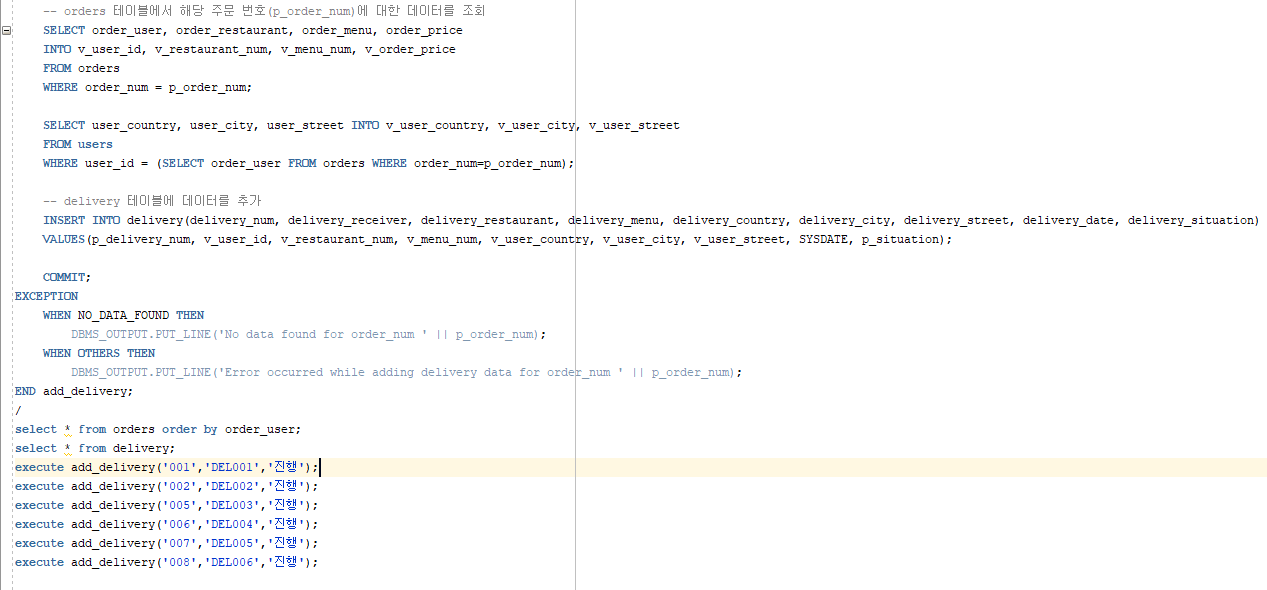 -- orders 테이블에서 해당 주문 번호(p_order_num)에 대한 데이터를 조회
SELECT order_user, order_restaurant, order_menu, order_price
INTO v_user_id, v_restaurant_num, v_menu_num, v_order_price
FROM orders
WHERE order_num = p_order_num;
SELECT user_country, user_city, user_street INTO v_user_country, v_user_city, v_user_street
FROM users
WHERE user_id = (SELECT order_user FROM orders WHERE order_num=p_order_num);
-- delivery 테이블에 데이터를 추가
INSERT INTO delivery(delivery_num, delivery_receiver, delivery_restaurant, delivery_menu, delivery_country, delivery_city, delivery_street, delivery_date, delivery_situation)
VALUES(p_delivery_num, v_user_id, v_restaurant_num, v_menu_num, v_user_country, v_user_city, v_user_street, SYSDATE, p_situation);
COMMIT;
EXCEPTION
WHEN NO_DATA_FOUND THEN
DBMS_OUTPUT.PUT_LINE('No data found for order_num ' || p_order_num);
WHEN OTHERS THEN
DBMS_OUTPUT.PUT_LINE('Error occurred while adding delivery data for order_num ' || p_order_num);
END add_delivery;
/
select * from orders order by order_user;
select * from delivery;
execute add_delivery('001','DEL001','진행');
execute add_delivery('002','DEL002','진행');
execute add_delivery('005','DEL003','진행');
execute add_delivery('006','DEL004','진행');
execute add_delivery('007','DEL005','진행');
execute add_delivery('008','DEL006','진행');